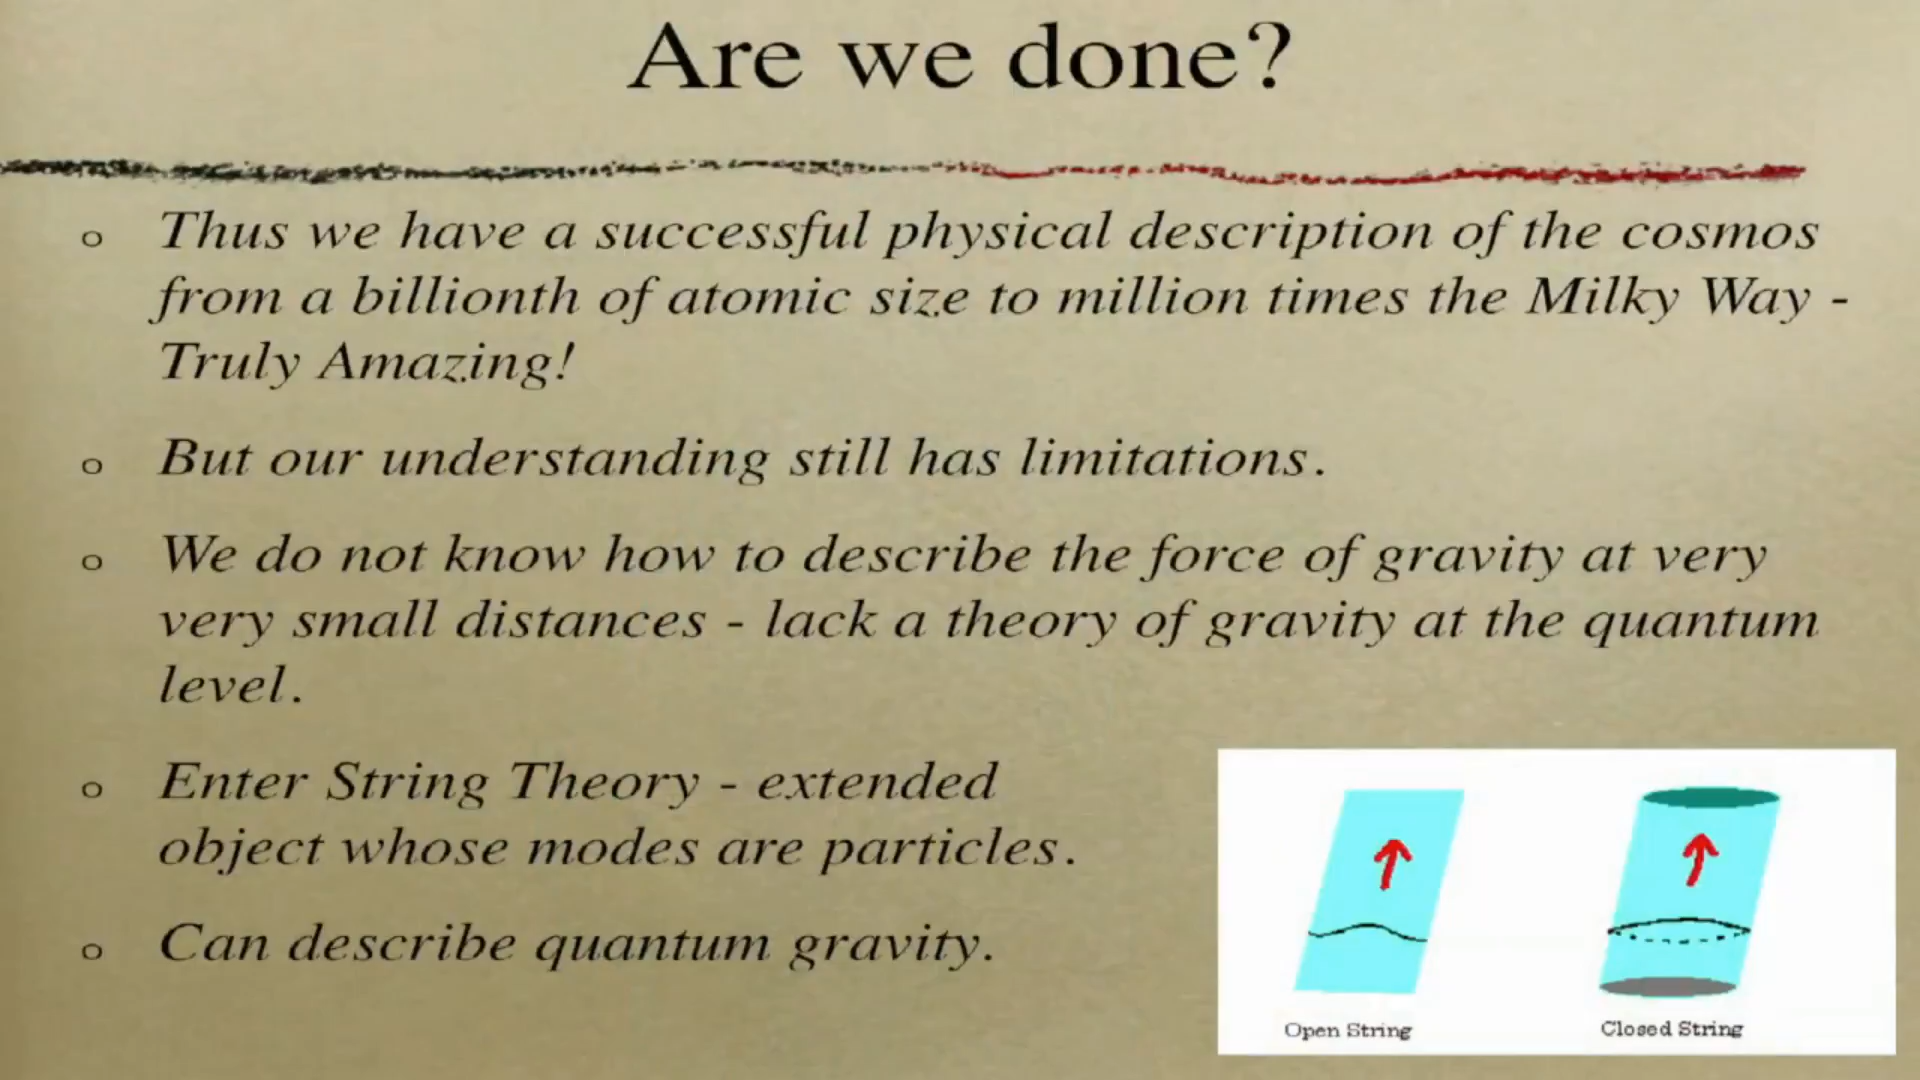 Are we done?
o Thus we have a successful physical description of the cosmos
from a billionth of atomic size to million times the Milky Way -
Truly Amazing!
o But our understanding still has limitations.
o We do not know how to describe the force of gravity at very
very small distances - lack a theory of gravity at the quantum
level.
o Enter String Theory - extended
object whose modes are particles.
o Can describe quantum gravity.
Open String
Closed String